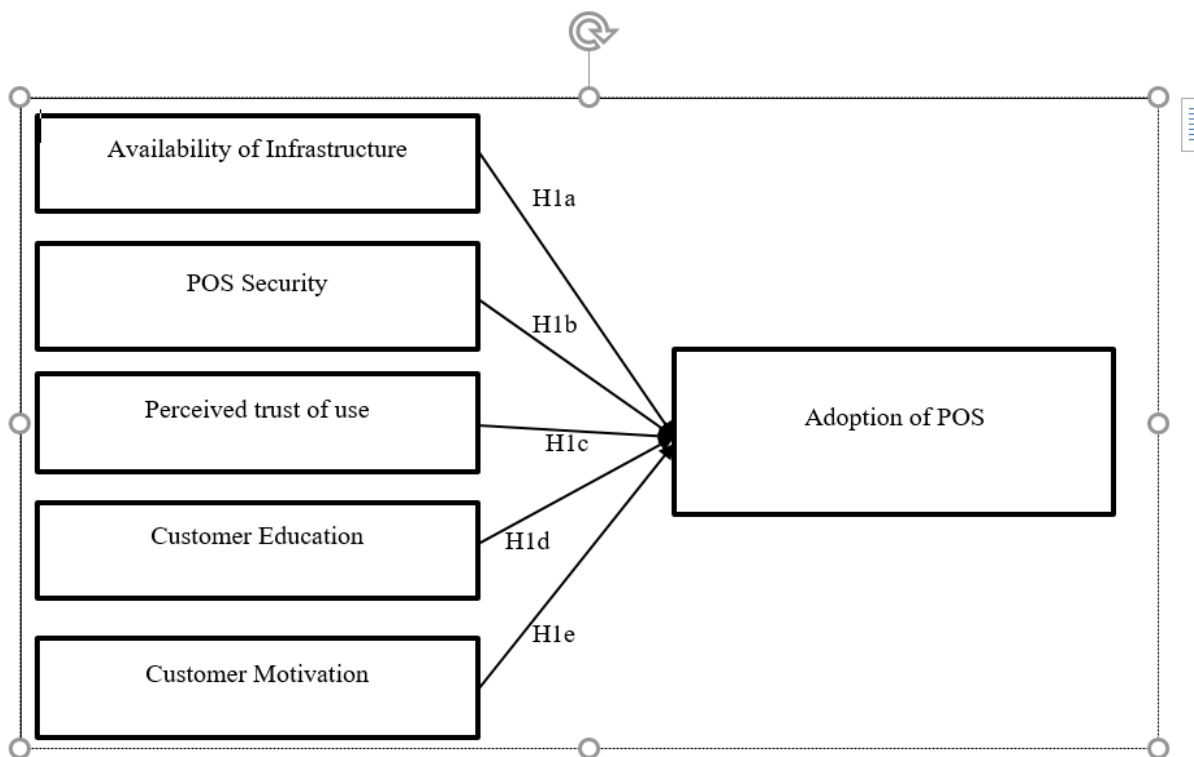 Availability of Infrastructure
H1a
POS Security
H1b
Perceived trust of use
H1c
Customer Education
H1d
Customer Motivation
H1e
Adoption of POS